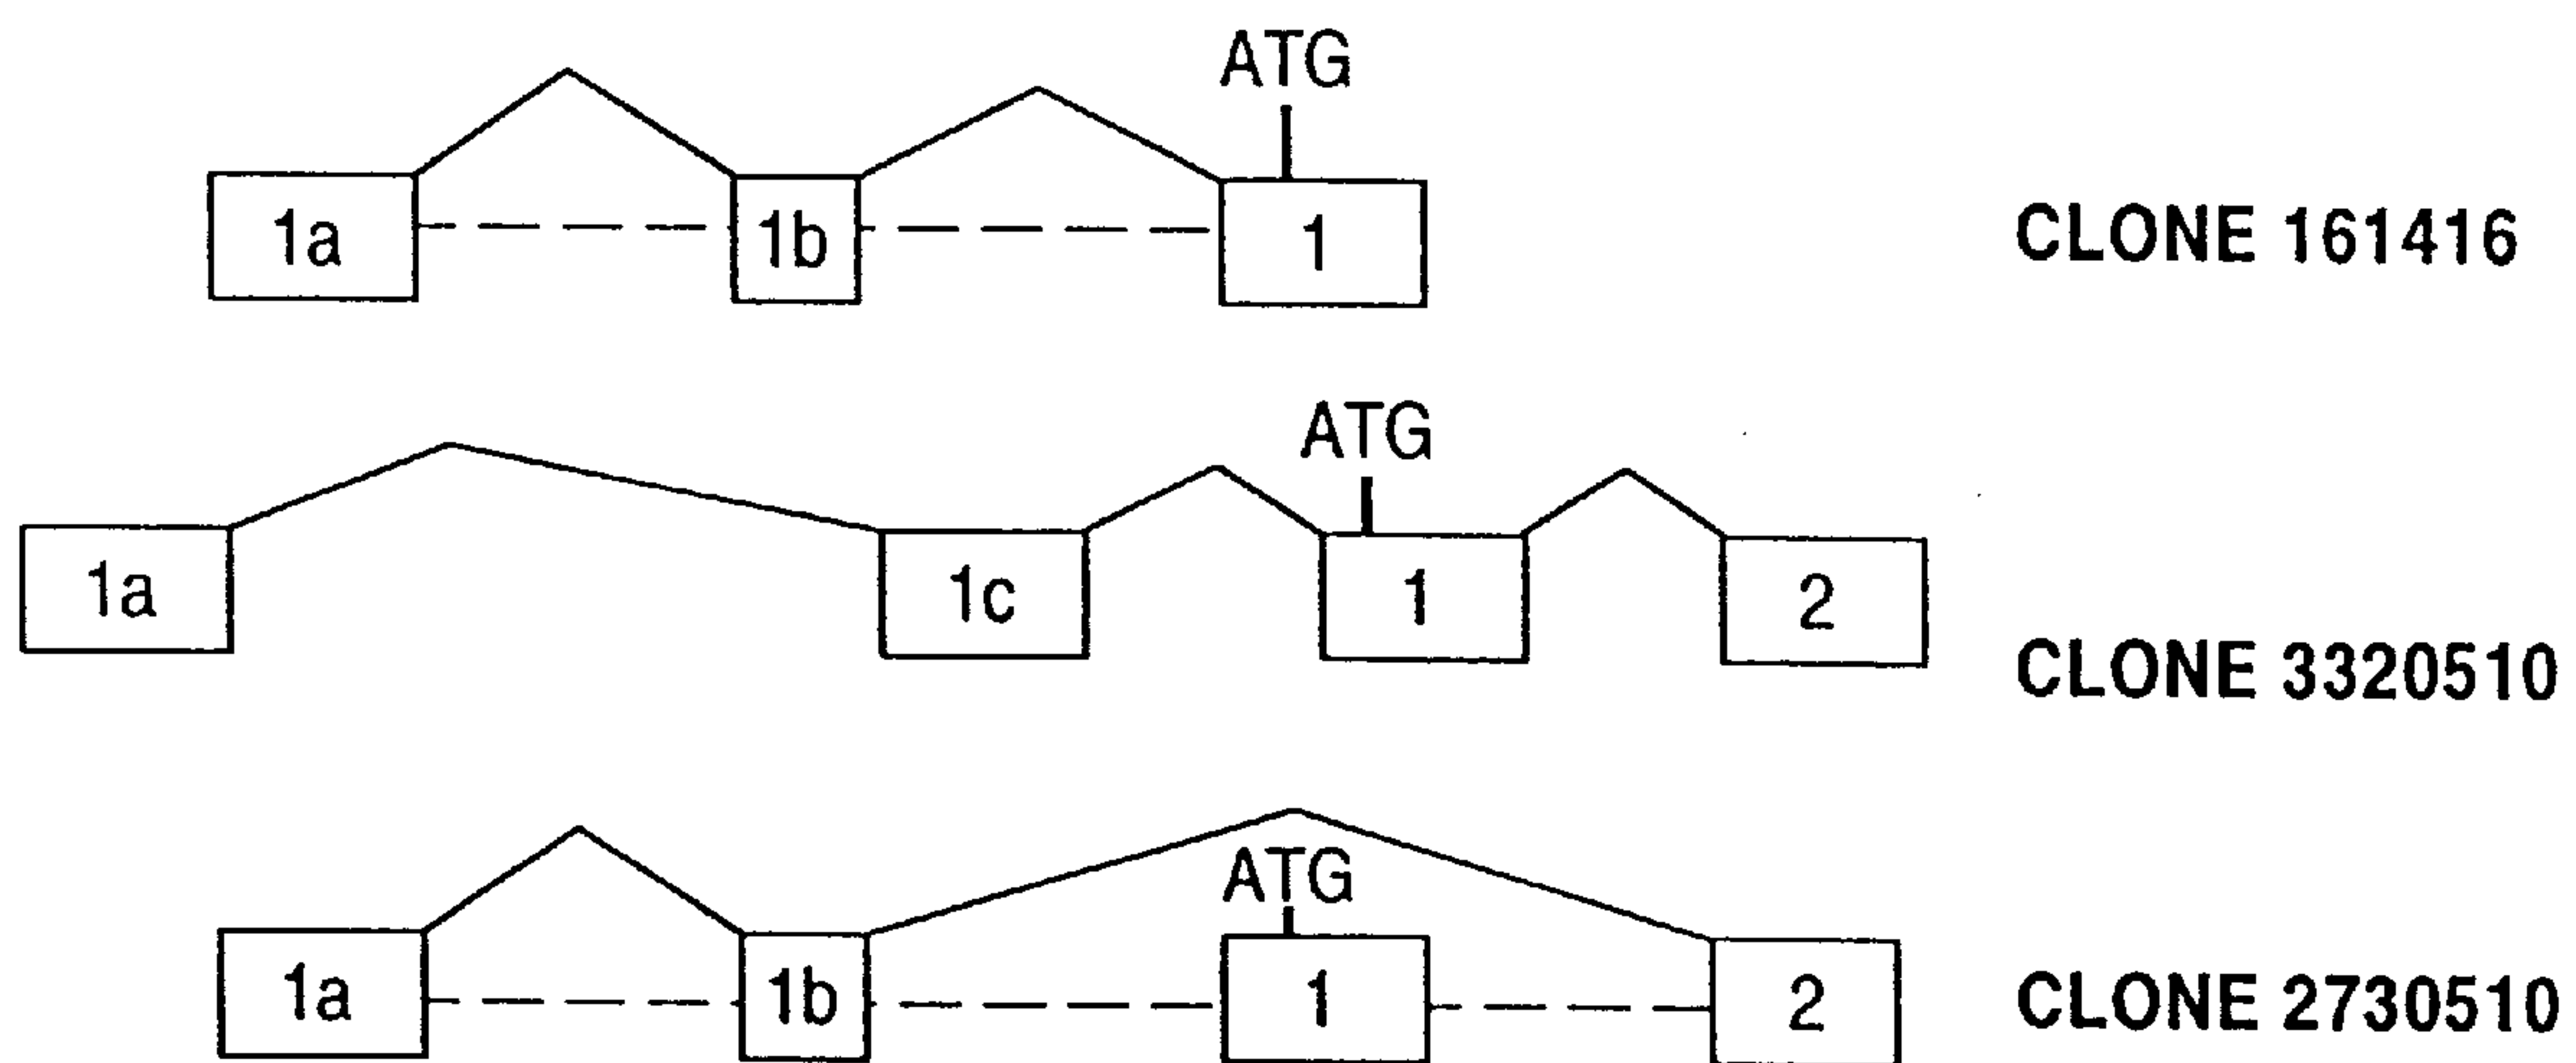 ATG
1a 1b 1 CLONE 161416
ATG
1a 1c 1 2
CLONE 3320510
ATG
1a 1b 1 2 CLONE 2730510